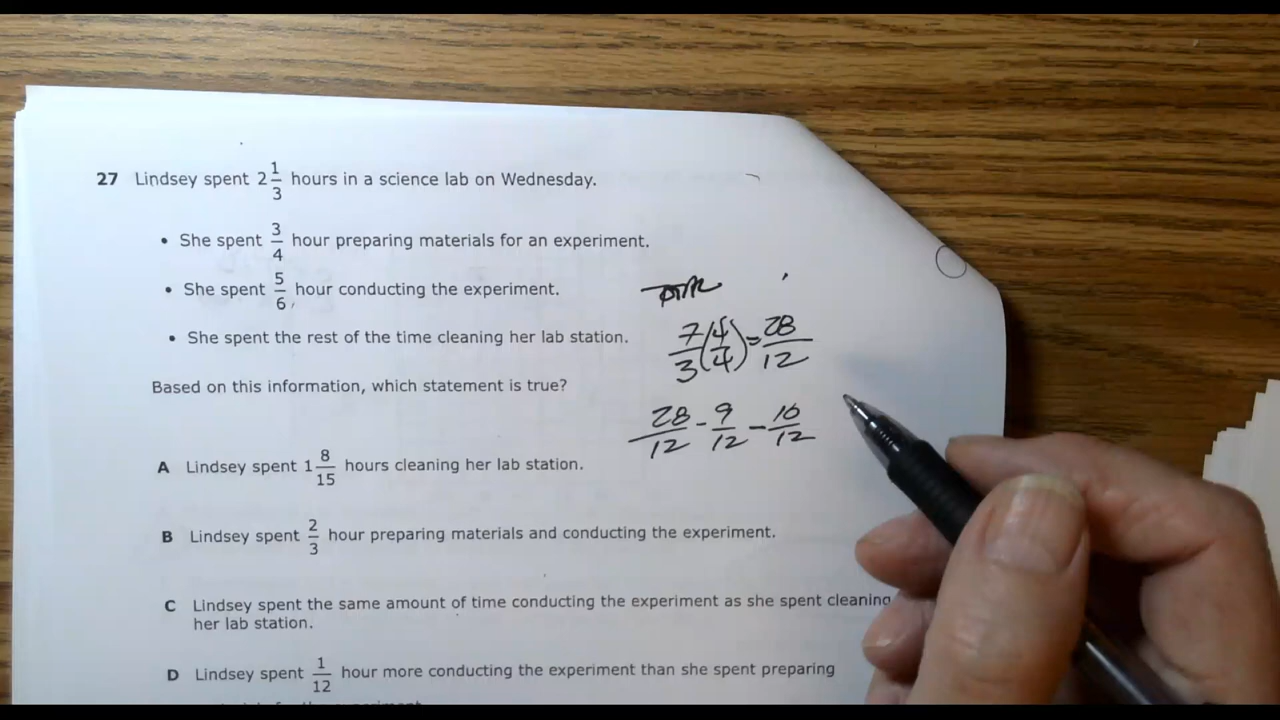 27 Lindsey spent 2 1/3 hours in a science lab on Wednesday.
• She spent 3/4 hour preparing materials for an experiment.
• She spent 5/6 hour conducting the experiment.
• She spent the rest of the time cleaning her lab station.
7/3 (4/4) = 28/12
Based on this information, which statement is true?
28/12 - 9/12 - 10/12
A Lindsey spent 1 8/15 hours cleaning her lab station.
B Lindsey spent 2/3 hour preparing materials and conducting the experiment.
C Lindsey spent the same amount of time conducting the experiment as she spent cleaning
her lab station.
D Lindsey spent 1/12 hour more conducting the experiment than she spent preparing